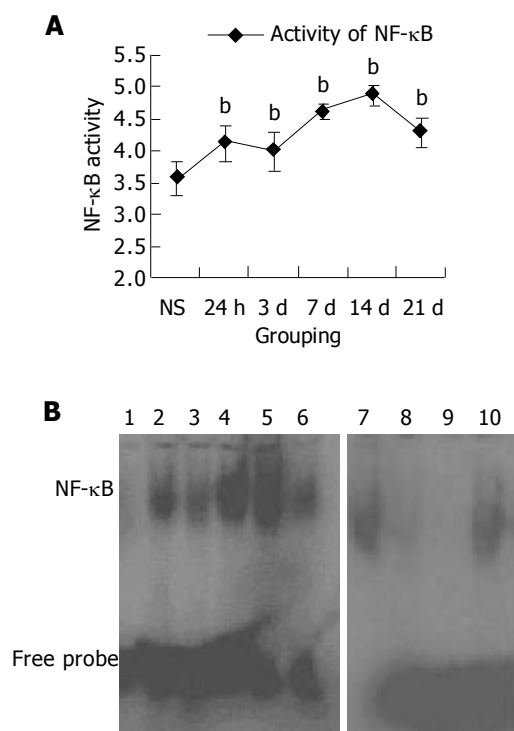 A
Activity of NF-κB
NF-κB activity
5.0
4.5
4.0
3.5
3.0
2.5
2.0
b b b b b
NS 24 h 3 d 7 d 14 d 21 d
Grouping
B
1 2 3 4 5 6 7 8 9 10
NF-κB
Free probe